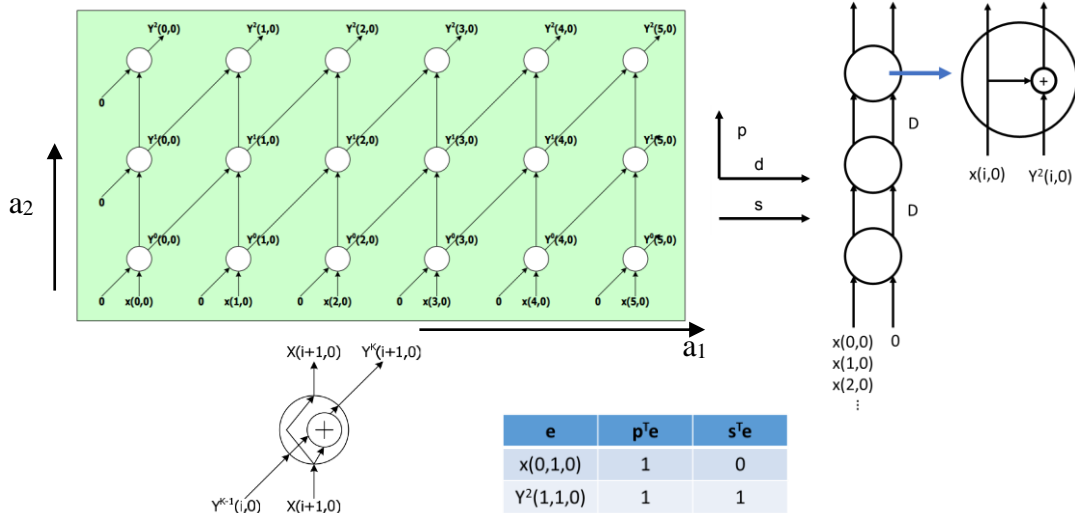 Y²(0,0) Y²(1,0) Y²(2,0) Y²(3,0) Y²(4,0) Y²(5,0)
0
Y¹(0,0) Y¹(1,0) Y¹(2,0) Y¹(3,0) Y¹(4,0) Y¹(5,0)
0
Y⁰(0,0) Y⁰(1,0) Y⁰(2,0) Y⁰(3,0) Y⁰(4,0) Y⁰(5,0)
0 x(0,0) 0 x(1,0) 0 x(2,0) 0 x(3,0) 0 x(4,0) 0 x(5,0)
a₂
a₁
p
d
s
D
D
x(0,0) 0
x(1,0)
x(2,0)
⋮
+
x(i,0) Y²(i,0)
X(i+1,0) Yᴷ(i+1,0)
+
Yᴷ⁻¹(i,0) X(i+1,0)
e pᵀe sᵀe
x(0,1,0) 1 0
Y²(1,1,0) 1 1